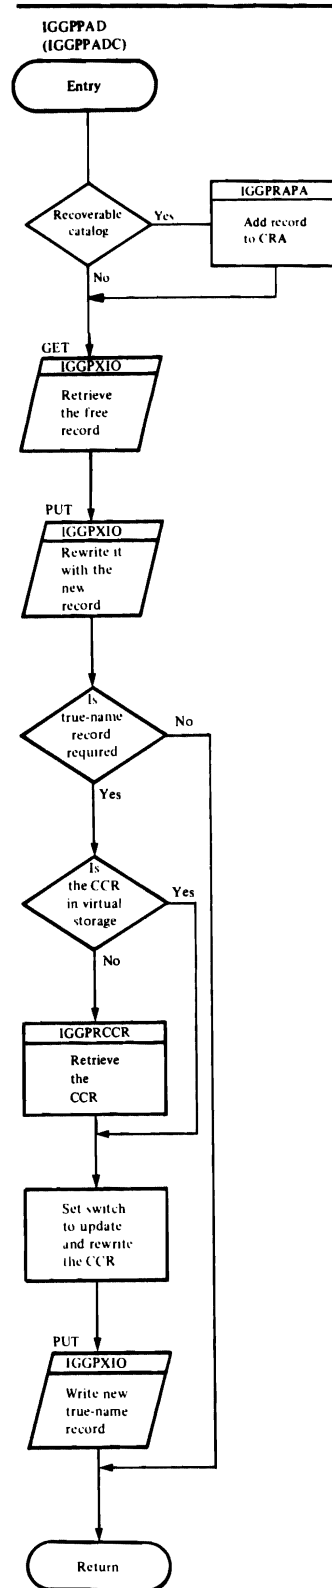 IGGPPAD
(IGGPPADC)
Entry
Recoverable
catalog
Yes
IGGPRAPA
Add record
to CRA
No
GET
IGGPXIO
Retrieve
the free
record
PUT
IGGPXIO
Rewrite it
with the
new
record
Is
true-name
record
required
No
Yes
Is
the CCR
in virtual
storage
Yes
No
IGGPRCCR
Retrieve
the
CCR
Set switch
to update
and rewrite
the CCR
PUT
IGGPXIO
Write new
true-name
record
Return